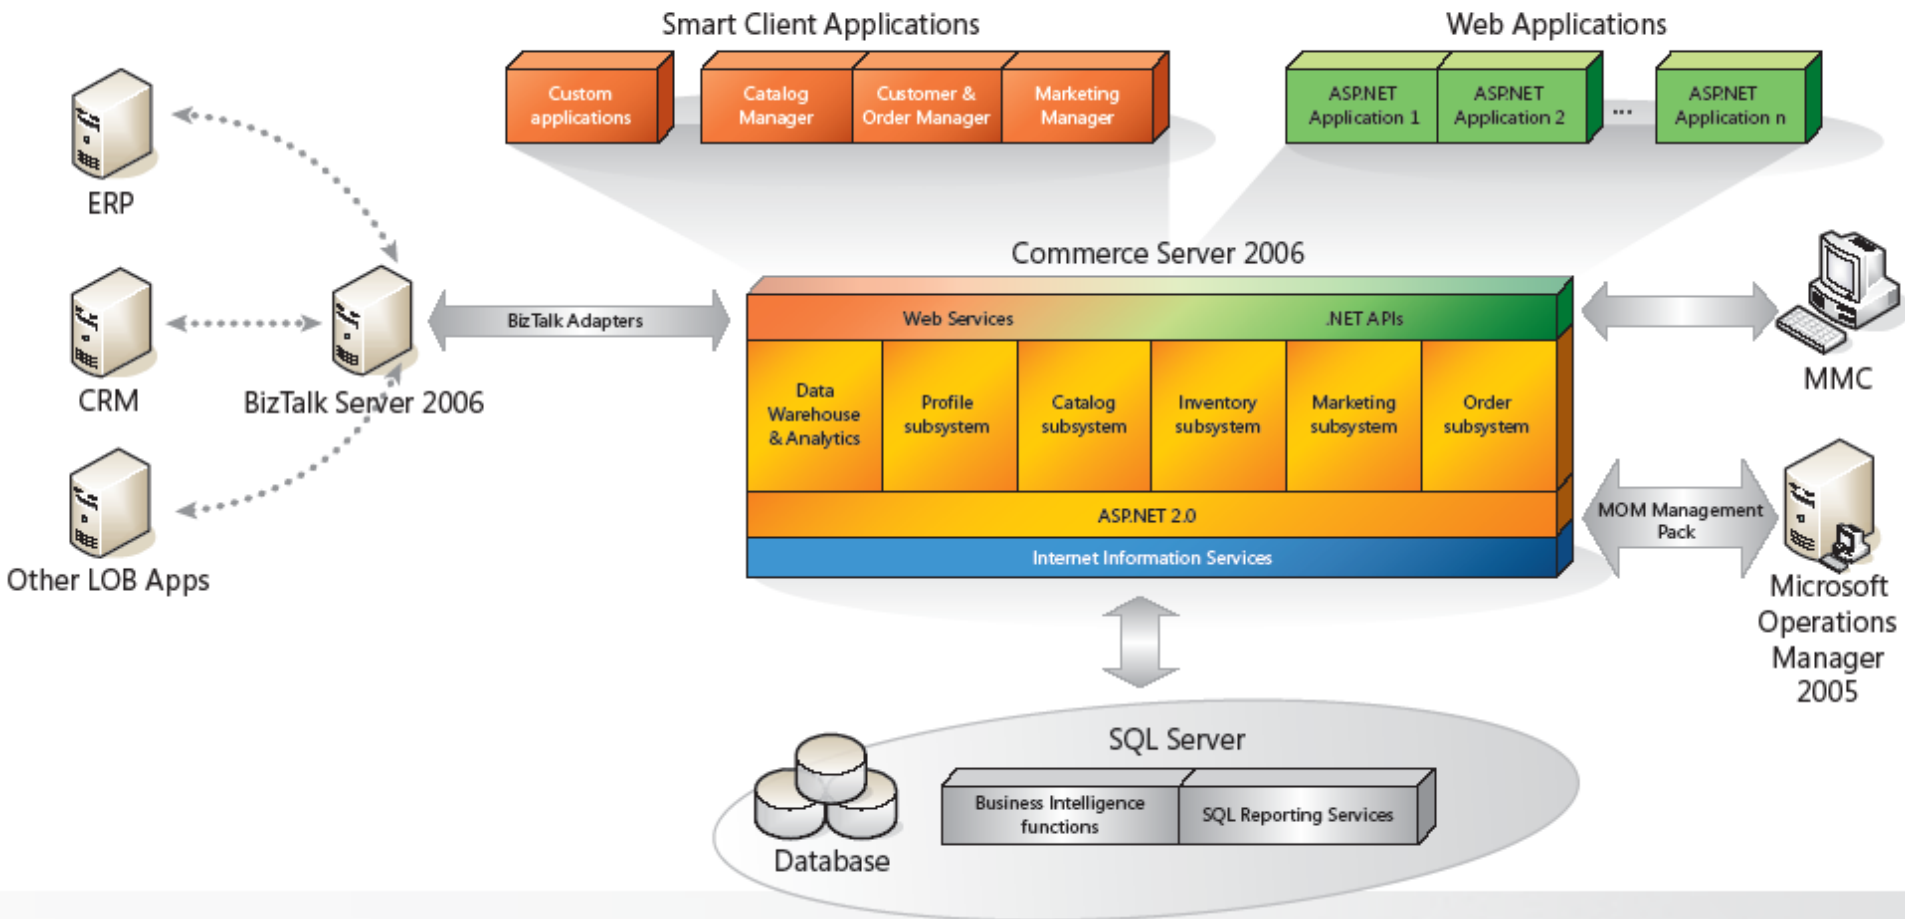 Smart Client Applications
Web Applications
Custom
applications
Catalog
Manager
Customer &
Order Manager
Marketing
Manager
ASP.NET
Application 1
ASP.NET
Application 2
...
ASP.NET
Application n
ERP
CRM
Other LOB Apps
BizTalk Server 2006
BizTalk Adapters
Commerce Server 2006
Web Services
.NET APIs
Data
Warehouse
& Analytics
Profile
subsystem
Catalog
subsystem
Inventory
subsystem
Marketing
subsystem
Order
subsystem
ASP.NET 2.0
Internet Information Services
MMC
MOM Management
Pack
Microsoft
Operations
Manager
2005
SQL Server
Database
Business Intelligence
functions
SQL Reporting Services